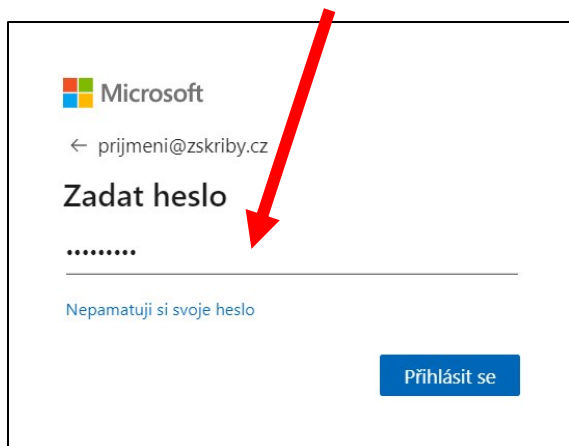 Microsoft
← prijmeni@zskriby.cz
Zadat heslo
•••••••••
Nepamatuji si svoje heslo
Přihlásit se